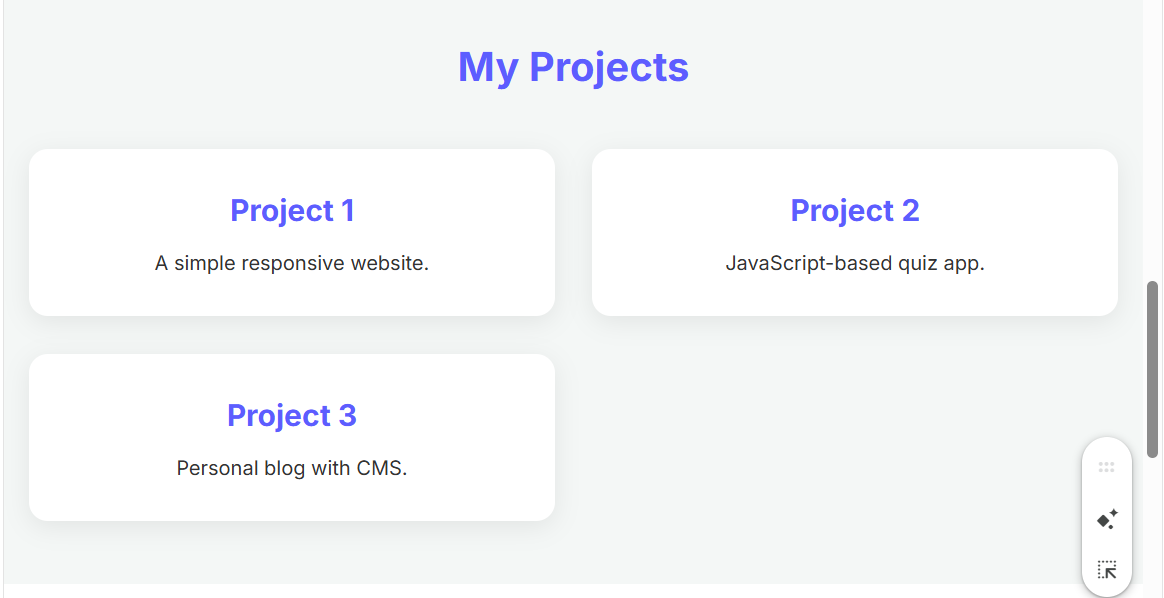 My Projects
Project 1
A simple responsive website.
Project 2
JavaScript-based quiz app.
Project 3
Personal blog with CMS.